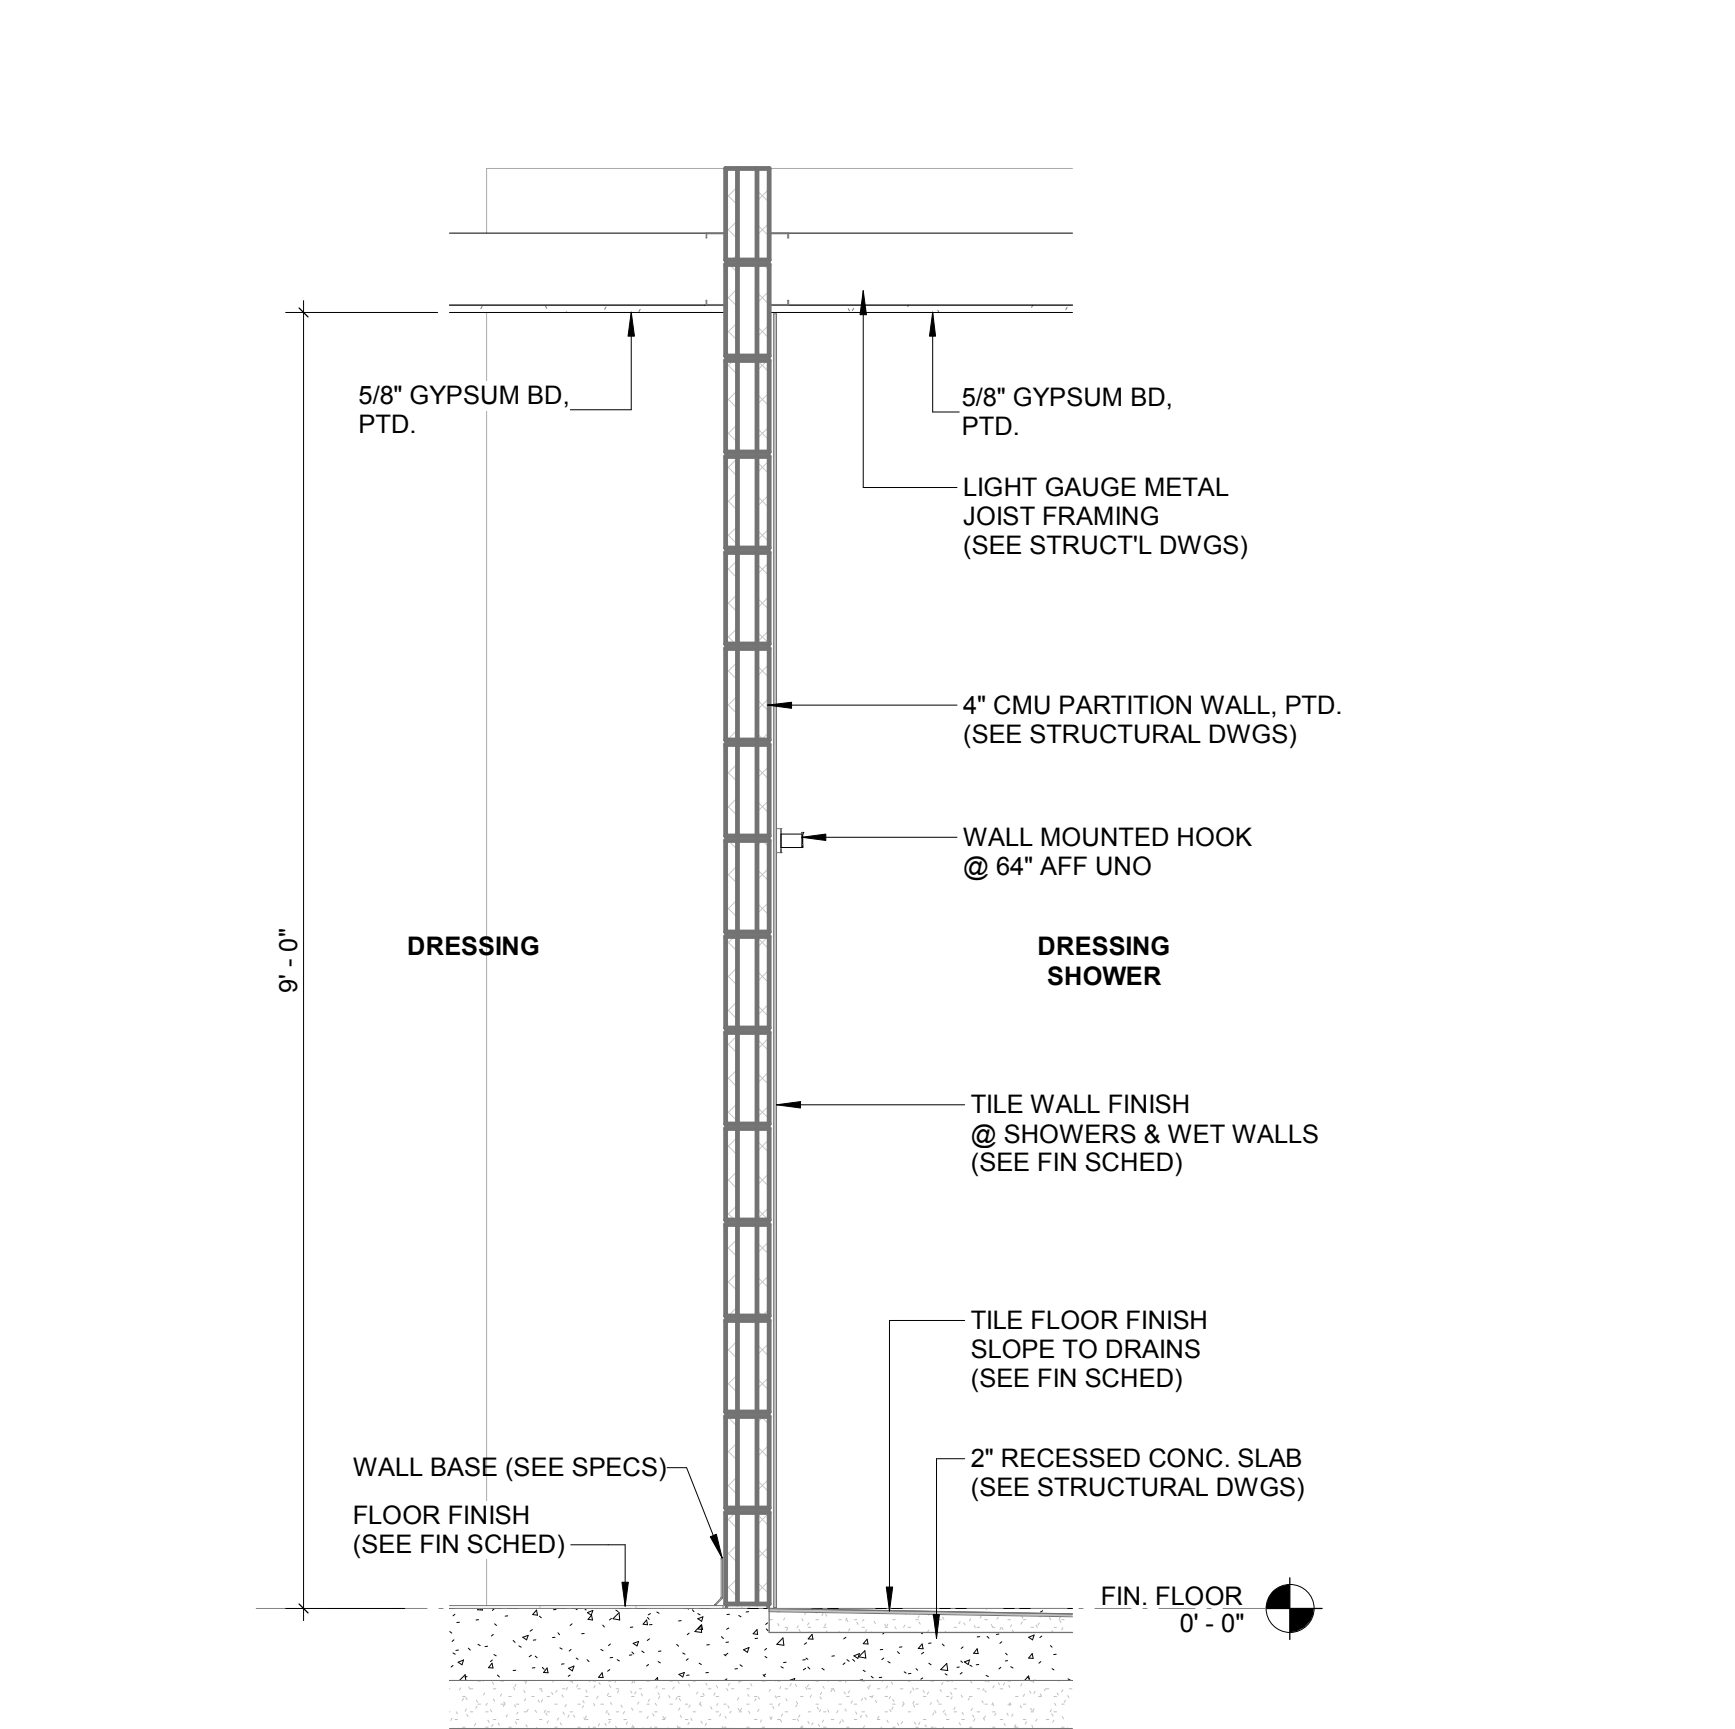 5/8" GYPSUM BD,
PTD.
5/8" GYPSUM BD,
PTD.
LIGHT GAUGE METAL
JOIST FRAMING
(SEE STRUCT'L DWGS)
4" CMU PARTITION WALL, PTD.
(SEE STRUCTURAL DWGS)
WALL MOUNTED HOOK
@ 64" AFF UNO
9' - 0"
DRESSING
DRESSING
SHOWER
TILE WALL FINISH
@ SHOWERS & WET WALLS
(SEE FIN SCHED)
TILE FLOOR FINISH
SLOPE TO DRAINS
(SEE FIN SCHED)
WALL BASE (SEE SPECS)
FLOOR FINISH
(SEE FIN SCHED)
2" RECESSED CONC. SLAB
(SEE STRUCTURAL DWGS)
FIN. FLOOR
0' - 0"